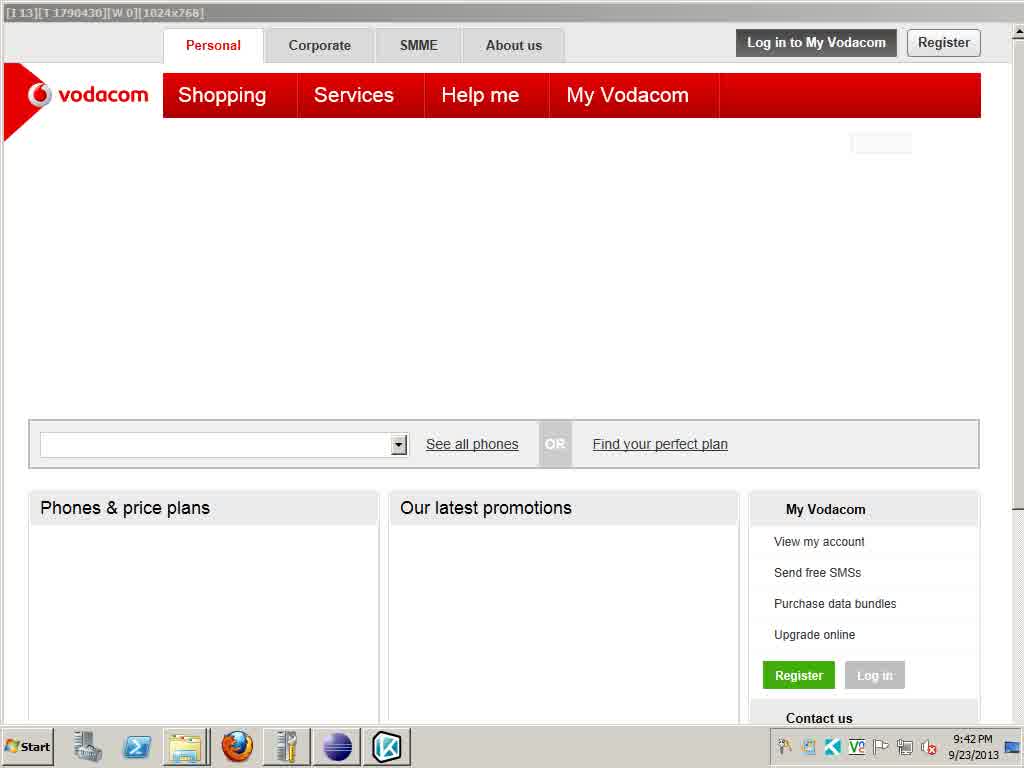 [I 13][T 1790430][W 0][1024x768]
Personal
Corporate
SMME
About us
Log in to My Vodacom
Register
vodacom
Shopping
Services
Help me
My Vodacom
See all phones
OR
Find your perfect plan
Phones & price plans
Our latest promotions
My Vodacom
View my account
Send free SMSs
Purchase data bundles
Upgrade online
Register
Log in
Contact us
Start
9:42 PM
9/23/2013